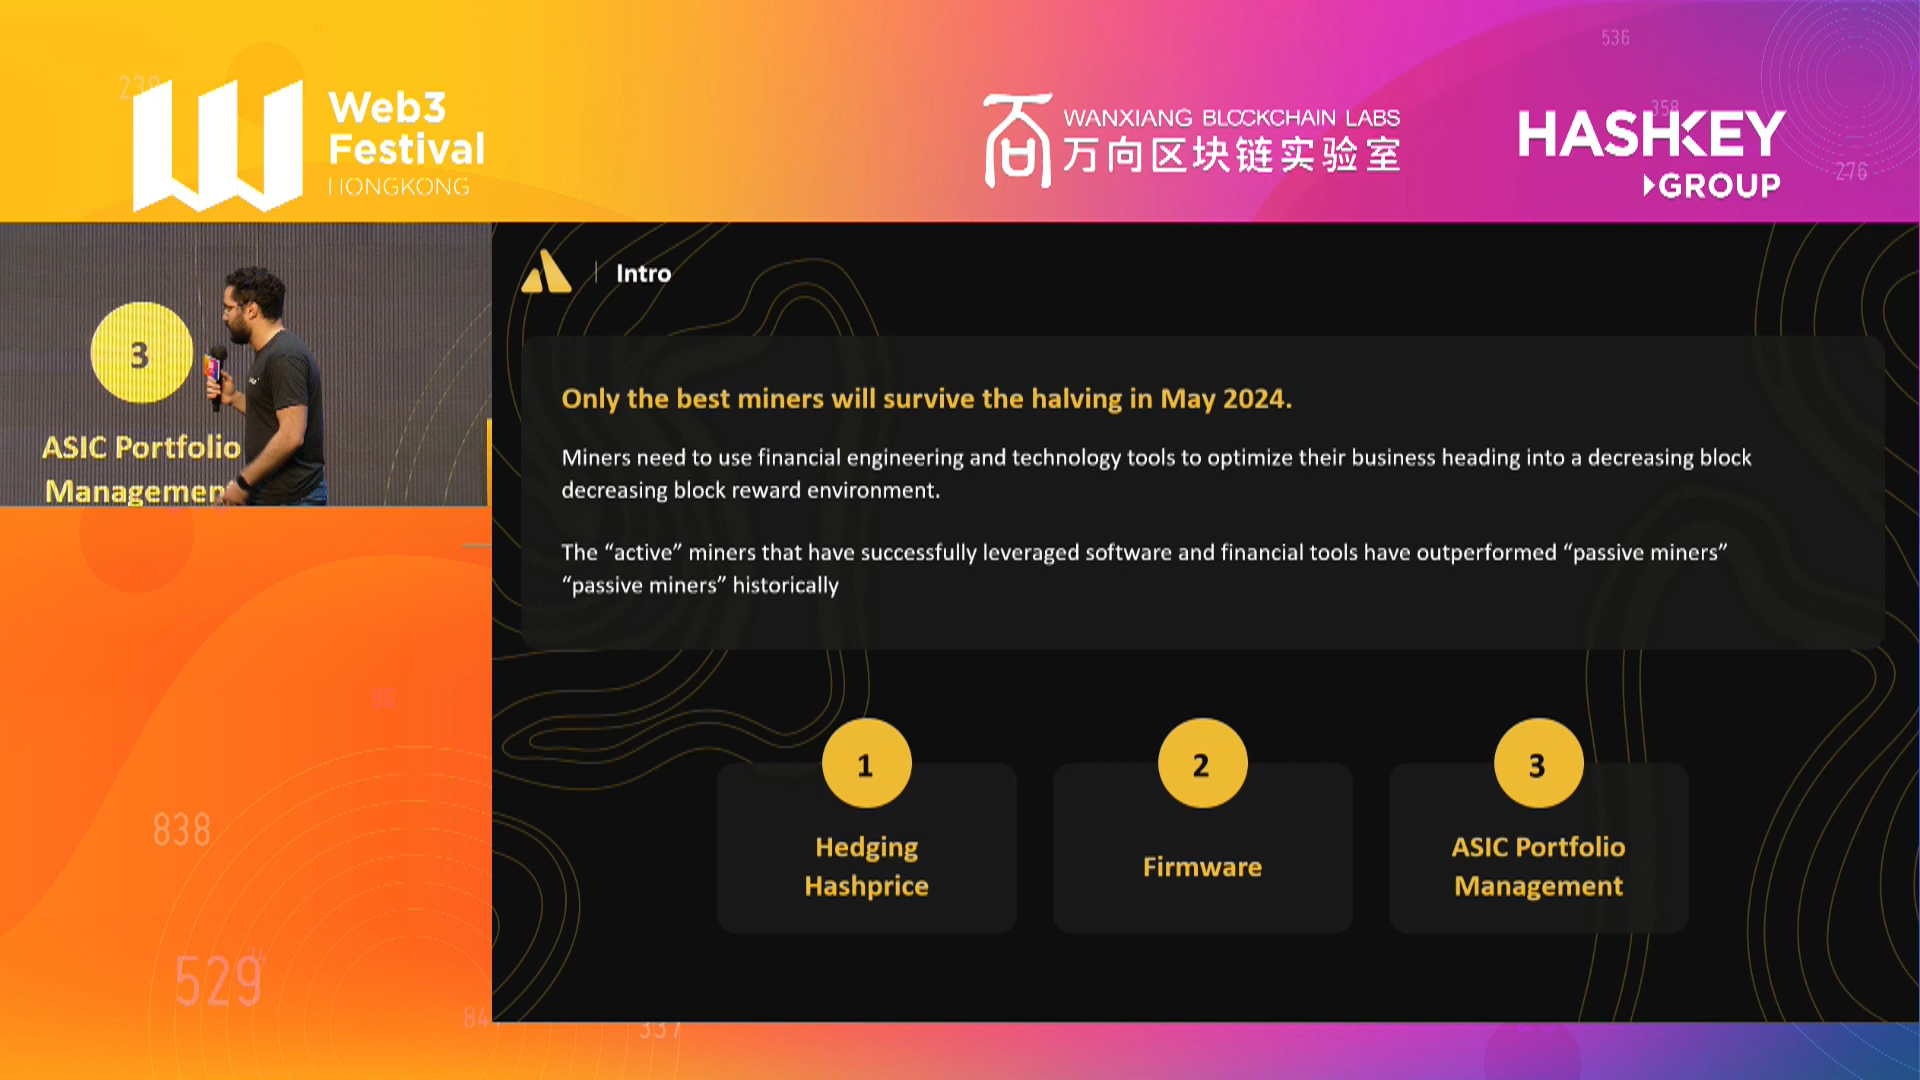 536
239
Web3
Festival
HONGKONG
WANXIANG BLOCKCHAIN LABS
万向区块链实验室
HASHKEY
GROUP
358
276
3
ASIC Portfolio
Managemen
Intro
Only the best miners will survive the halving in May 2024.
Miners need to use financial engineering and technology tools to optimize their business heading into a decreasing block
decreasing block reward environment.
The “active” miners that have successfully leveraged software and financial tools have outperformed “passive miners”
“passive miners” historically
1
Hedging
Hashprice
2
Firmware
3
ASIC Portfolio
Management
96
838
529
84
337